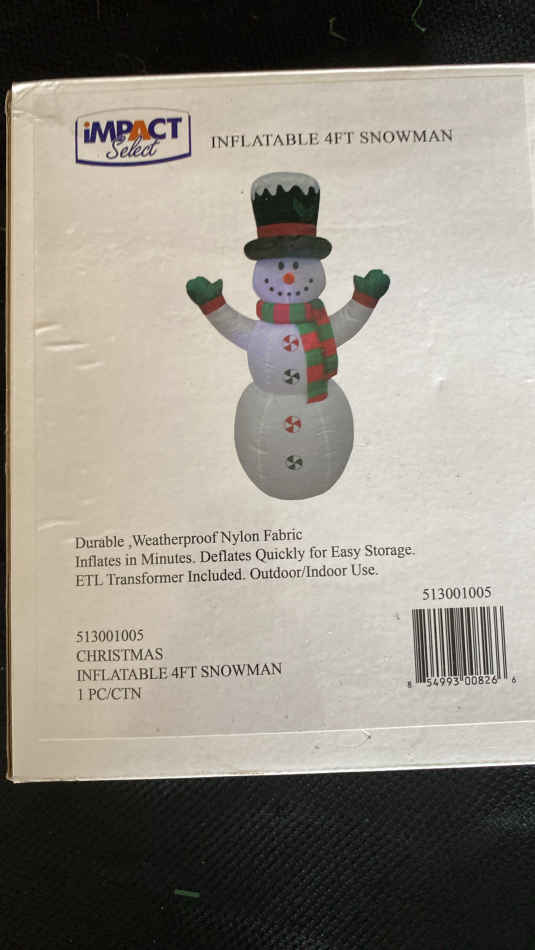 iMPACT
Select
INFLATABLE 4FT SNOWMAN
Durable ,Weatherproof Nylon Fabric
Inflates in Minutes. Deflates Quickly for Easy Storage.
ETL Transformer Included. Outdoor/Indoor Use.
513001005
513001005
CHRISTMAS
INFLATABLE 4FT SNOWMAN
1 PC/CTN
8 54993 00826 6